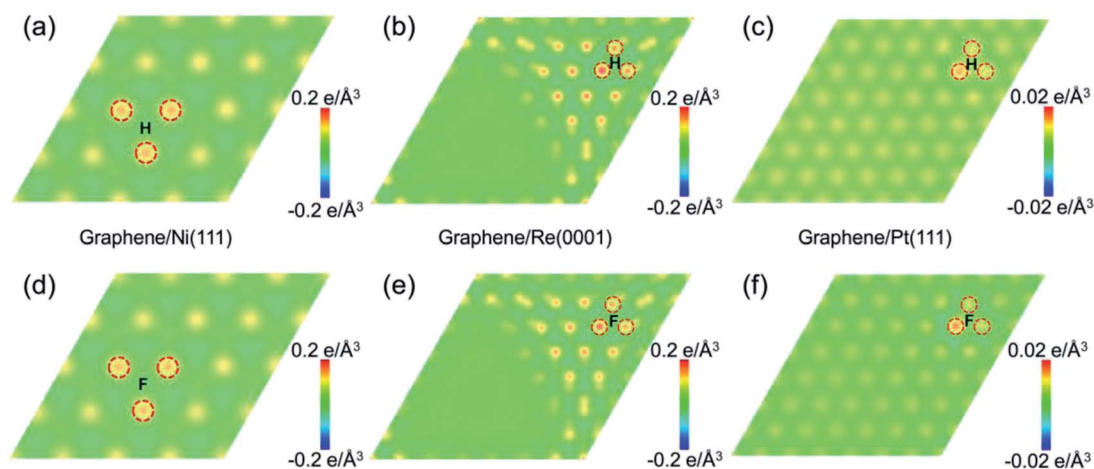 (a)
H
0.2 e/Å³
-0.2 e/Å³
(b)
H
0.2 e/Å³
-0.2 e/Å³
(c)
H
0.02 e/Å³
-0.02 e/Å³
Graphene/Ni(111)
Graphene/Re(0001)
Graphene/Pt(111)
(d)
F
0.2 e/Å³
-0.2 e/Å³
(e)
F
0.2 e/Å³
-0.2 e/Å³
(f)
F
0.02 e/Å³
-0.02 e/Å³